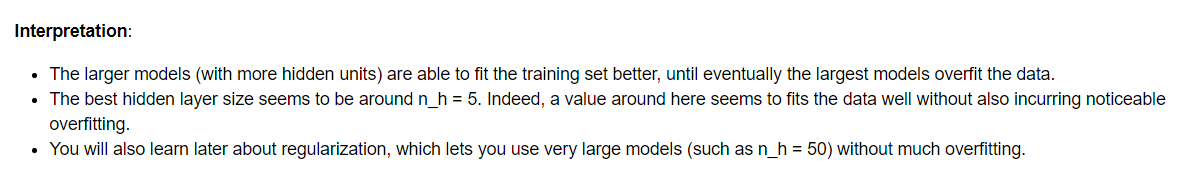 Interpretation:
• The larger models (with more hidden units) are able to fit the training set better, until eventually the largest models overfit the data.
• The best hidden layer size seems to be around n_h = 5. Indeed, a value around here seems to fits the data well without also incurring noticeable
overfitting.
• You will also learn later about regularization, which lets you use very large models (such as n_h = 50) without much overfitting.